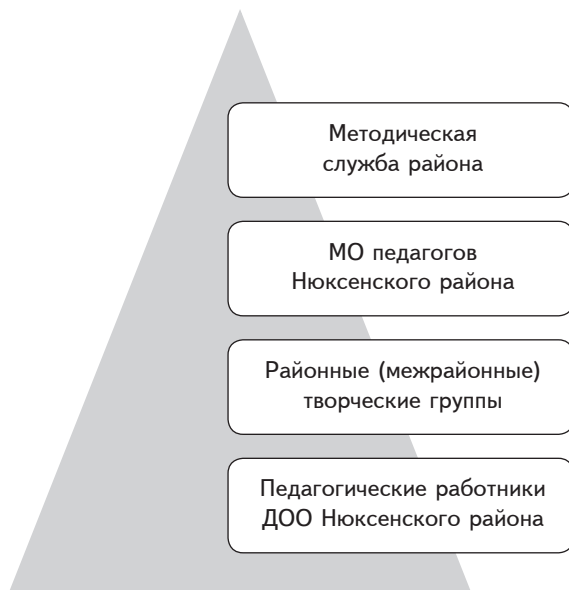 Методическая
служба района
МО педагогов
Нюксенского района
Районные (межрайонные)
творческие группы
Педагогические работники
ДОО Нюксенского района